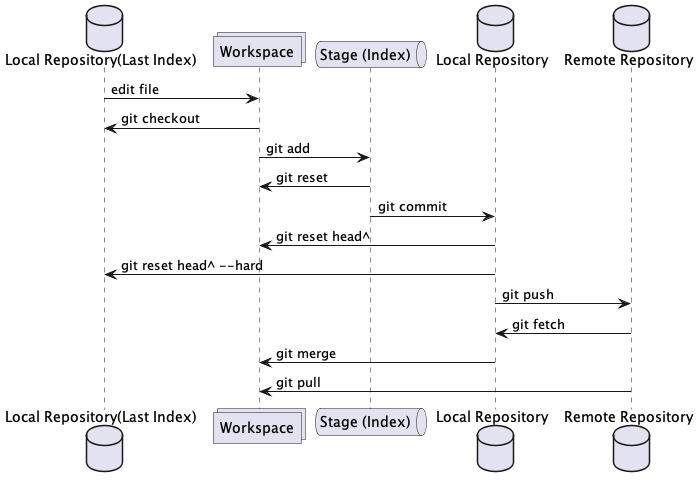 Local Repository(Last Index)
Workspace
Stage (Index)
Local Repository
Remote Repository
edit file
git checkout
git add
git reset
git commit
git reset head^
git reset head^ --hard
git push
git fetch
git merge
git pull
Local Repository(Last Index)
Workspace
Stage (Index)
Local Repository
Remote Repository